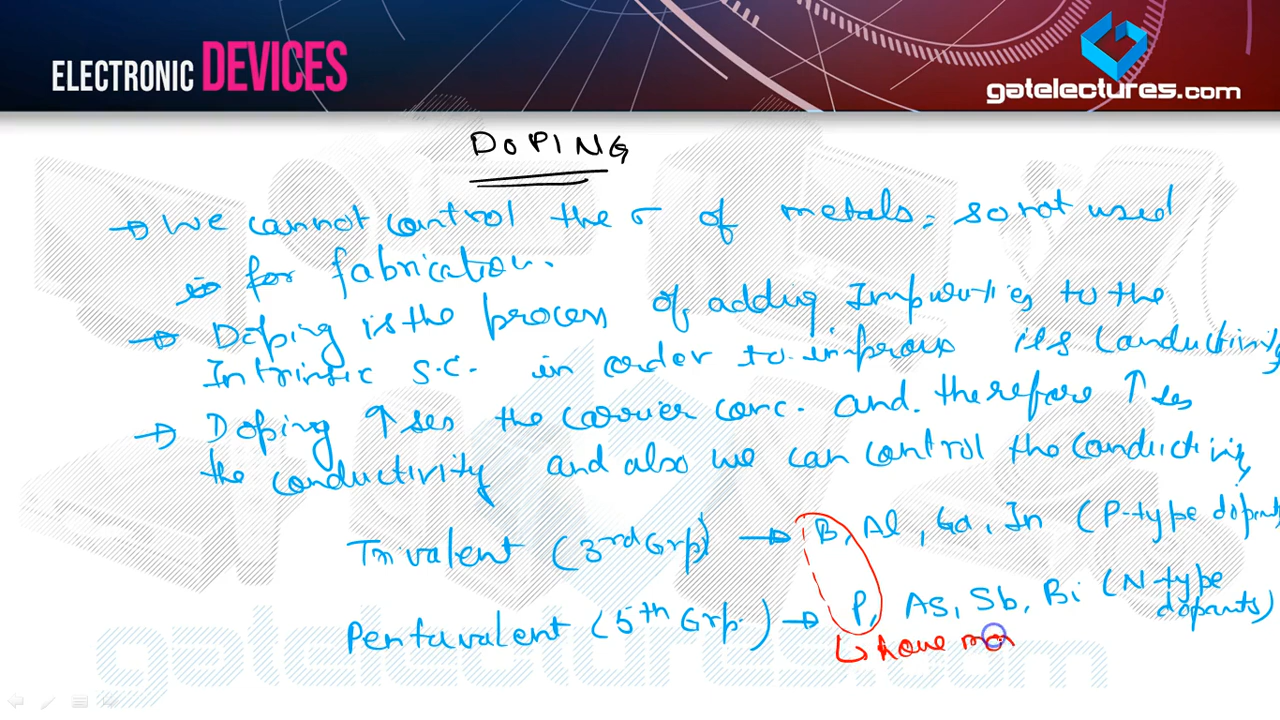 ELECTRONIC DEVICES
gatelectures.com
DOPING
→ We cannot control the σ of metals, so not used
for fabrication.
→ Doping is the process of adding Impurities to the
Intrinsic S.C. in order to improve its Conductivity
→ Doping ↑ses the carrier conc. and therefore ↑ses
the conductivity and also we can control the conductivity
Trivalent (3rd Grp) → B, Al, Ga, In (P-type dopants
Pentavalent (5th Grp.) → P, As, Sb, Bi (N-type
dopants)
↳ have mor
gatelectures.com